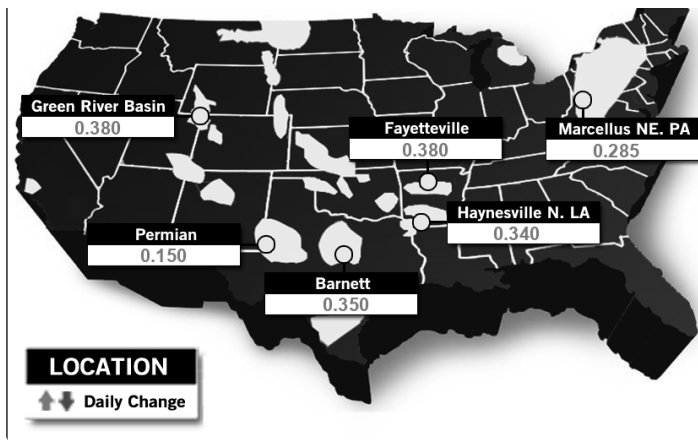 Green River Basin
0.380
Fayetteville
0.380
Marcellus NE. PA
0.285
Haynesville N. LA
0.340
Permian
0.150
Barnett
0.350
LOCATION
Daily Change